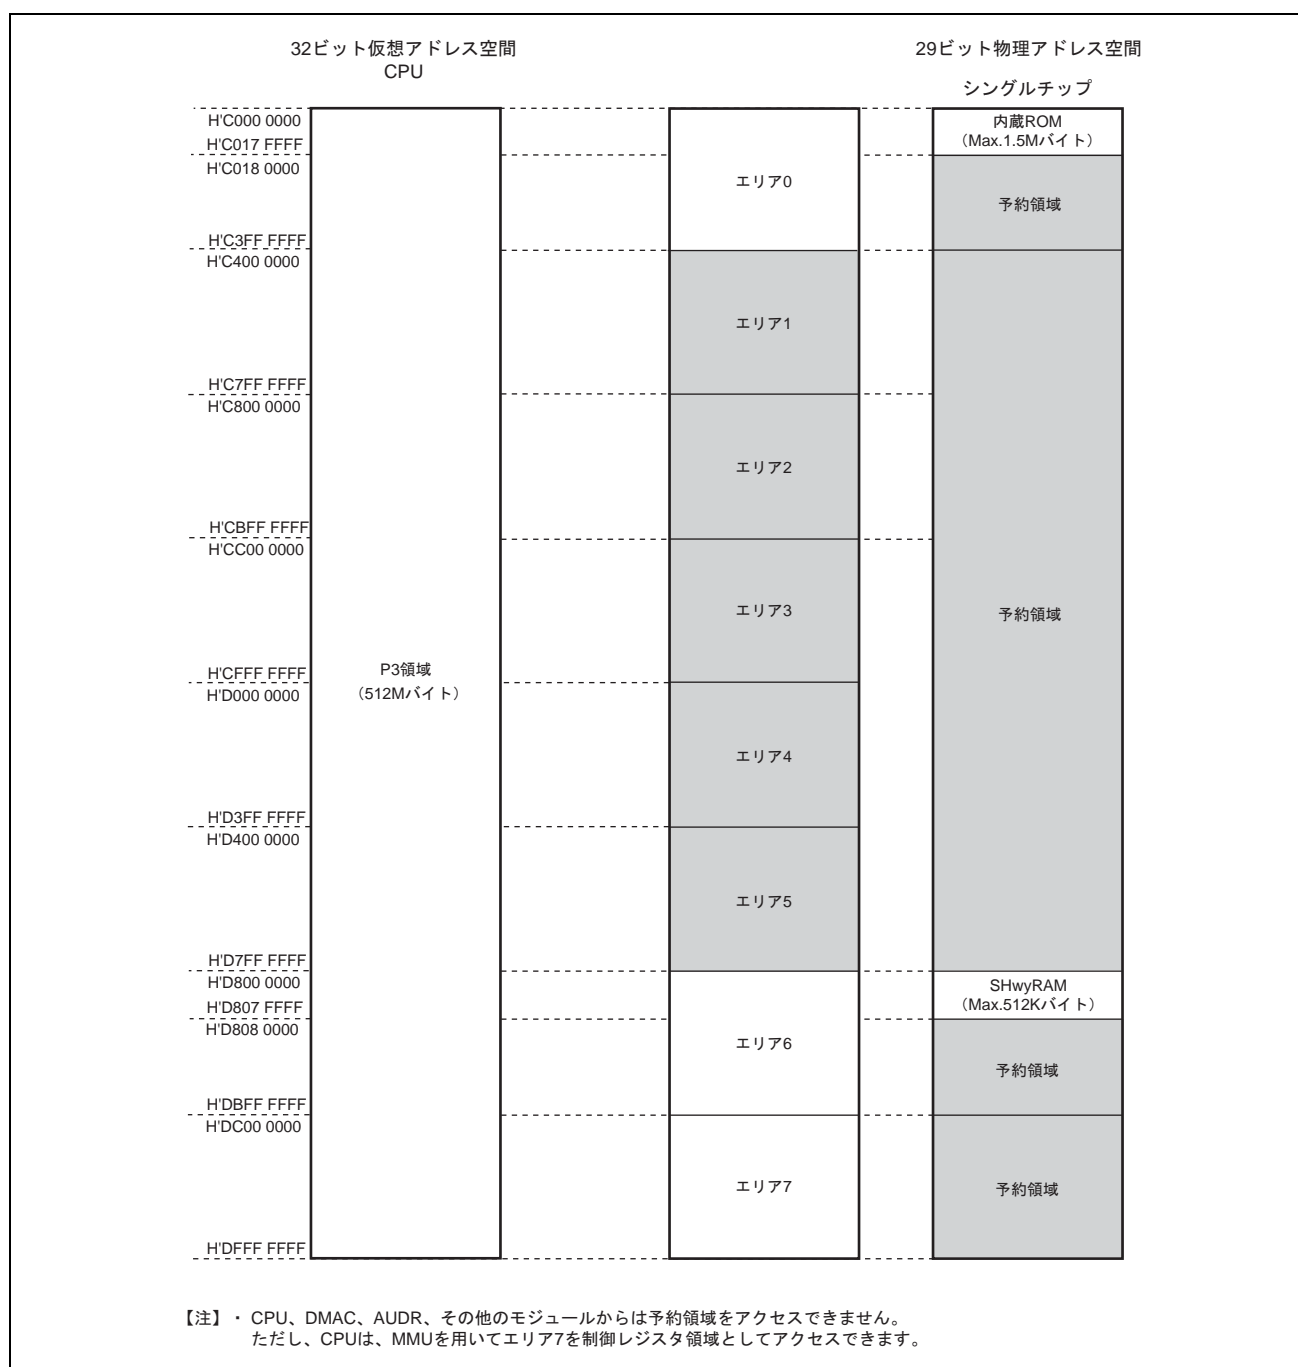 32ビット仮想アドレス空間
CPU
29ビット物理アドレス空間
シングルチップ
H'C000 0000
H'C017 FFFF
H'C018 0000
H'C3FF FFFF
H'C400 0000
H'C7FF FFFF
H'C800 0000
H'CBFF FFFF
H'CC00 0000
H'CFFF FFFF
H'D000 0000
H'D3FF FFFF
H'D400 0000
H'D7FF FFFF
H'D800 0000
H'D807 FFFF
H'D808 0000
H'DBFF FFFF
H'DC00 0000
H'DFFF FFFF
P3領域
（512Mバイト）
エリア0
エリア1
エリア2
エリア3
エリア4
エリア5
エリア6
エリア7
内蔵ROM
（Max.1.5Mバイト）
予約領域
予約領域
SHwyRAM
（Max.512Kバイト）
予約領域
予約領域
【注】・ CPU、DMAC、AUDR、その他のモジュールからは予約領域をアクセスできません。
ただし、CPUは、MMUを用いてエリア7を制御レジスタ領域としてアクセスできます。